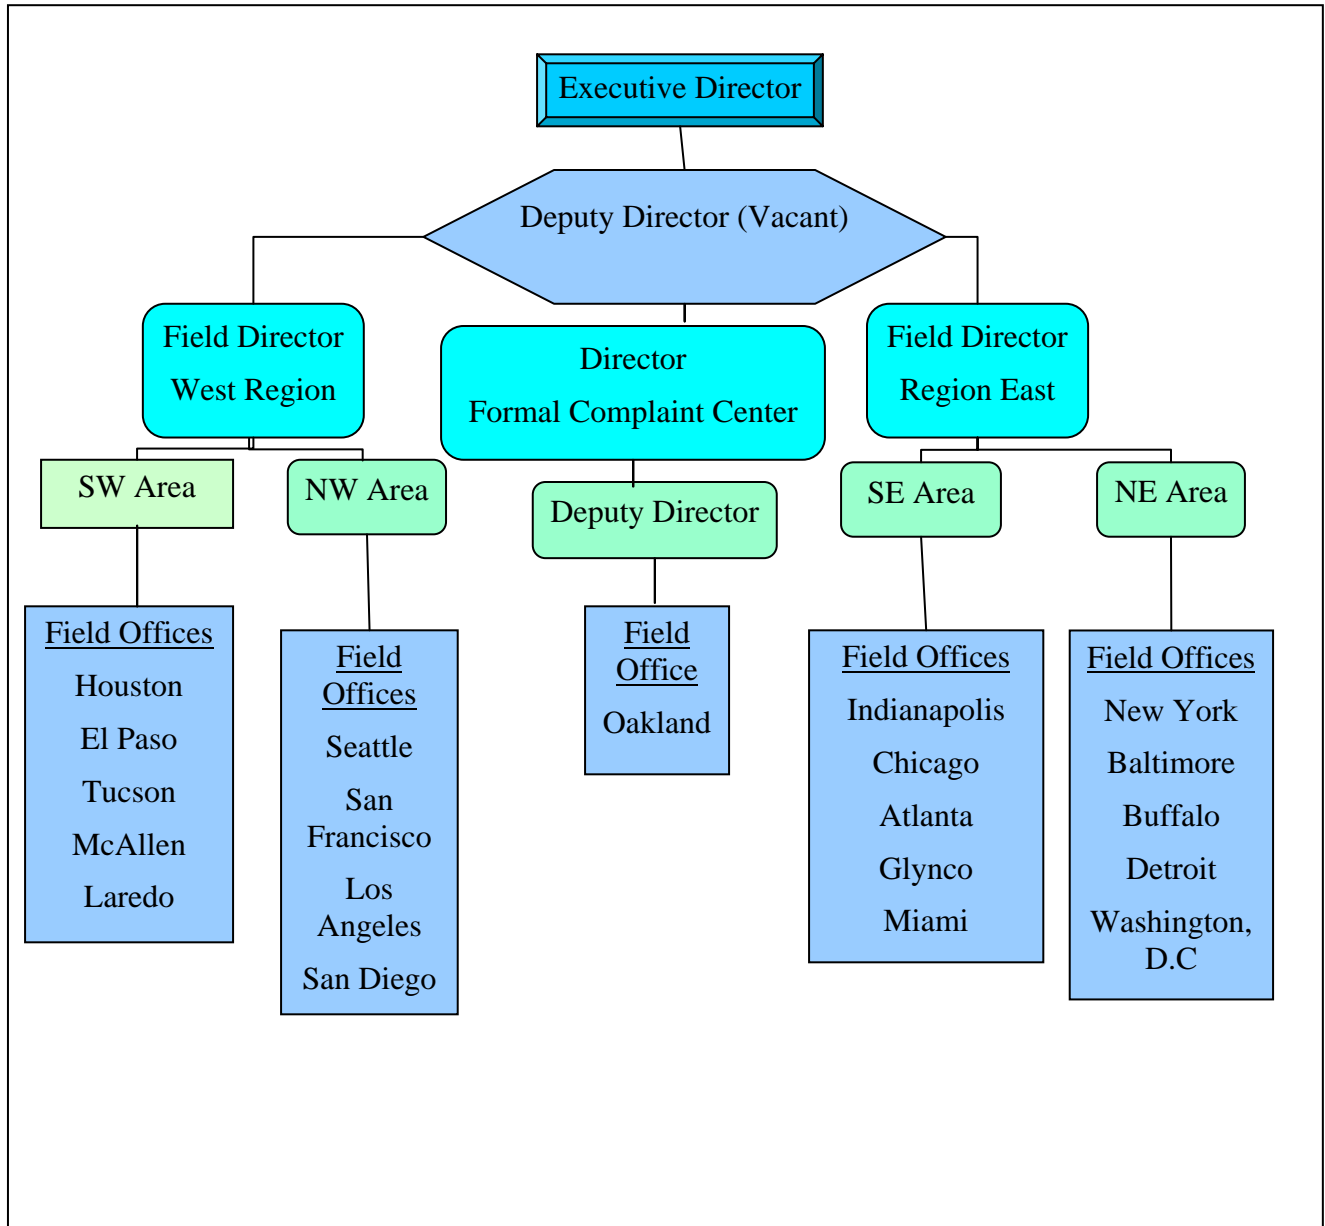 Executive Director
Deputy Director (Vacant)
Field Director
West Region
Director
Formal Complaint Center
Field Director
Region East
SW Area
NW Area
Deputy Director
SE Area
NE Area
Field Offices
Houston
El Paso
Tucson
McAllen
Laredo
Field
Offices
Seattle
San
Francisco
Los
Angeles
San Diego
Field
Office
Oakland
Field Offices
Indianapolis
Chicago
Atlanta
Glynco
Miami
Field Offices
New York
Baltimore
Buffalo
Detroit
Washington,
D.C